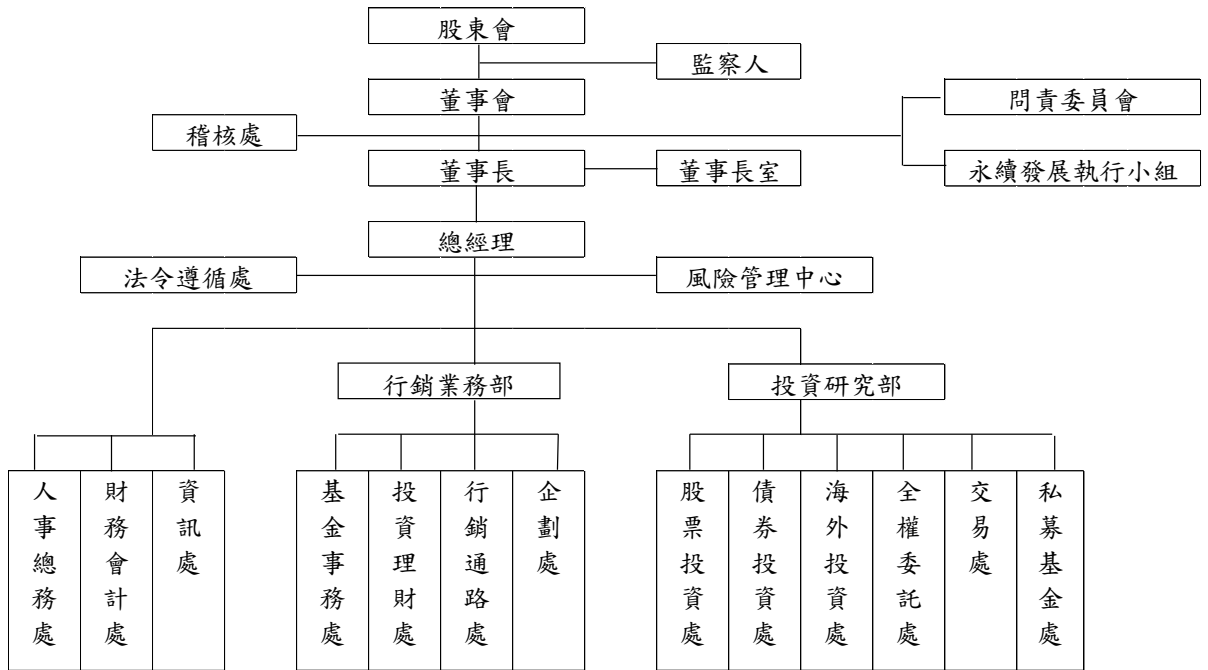 股東會
監察人
董事會
問責委員會
稽核處
董事長
董事長室
永續發展執行小組
總經理
法令遵循處
風險管理中心
行銷業務部
投資研究部
人事總務處
財務會計處
資訊處
基金事務處
投資理財處
行銷通路處
企劃處
股票投資處
債券投資處
海外投資處
全權委託處
交易處
私募基金處